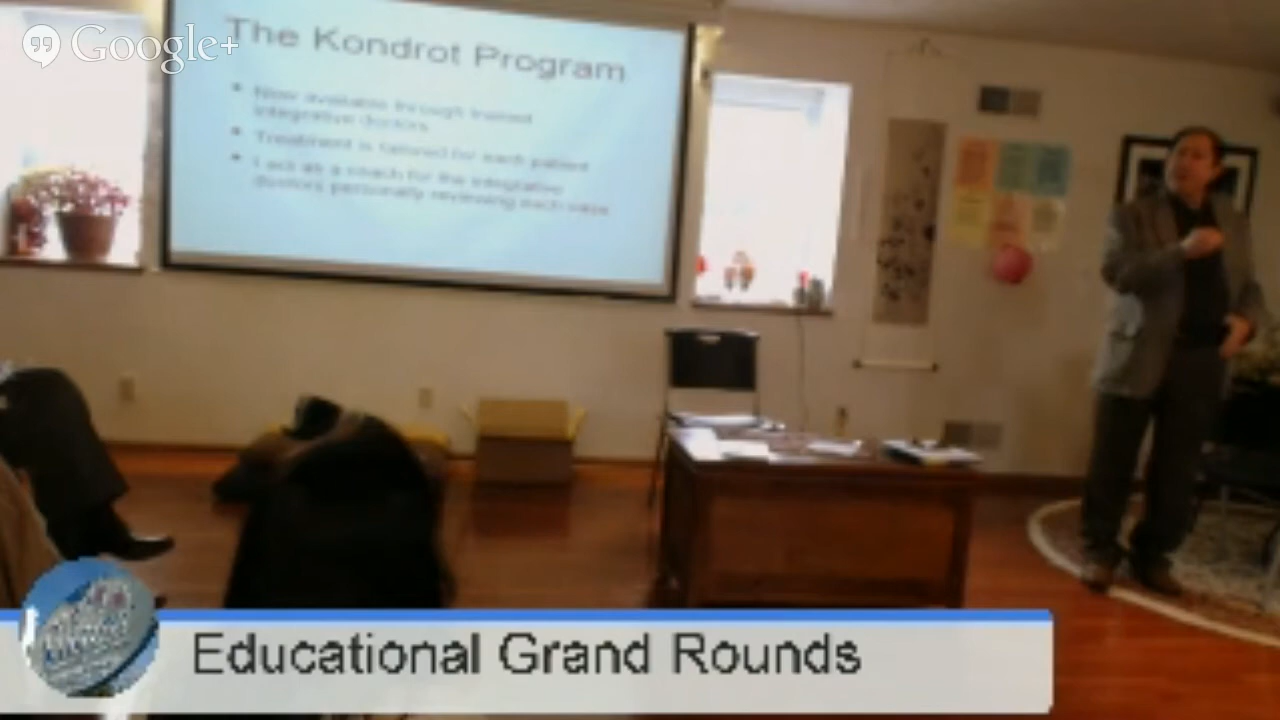 Google+
The Kondrot Program
• Now available through trained
integrative doctors
• Treatment is tailored for each patient
• I act as a coach for the integrative
doctors personally reviewing each case
Educational Grand Rounds